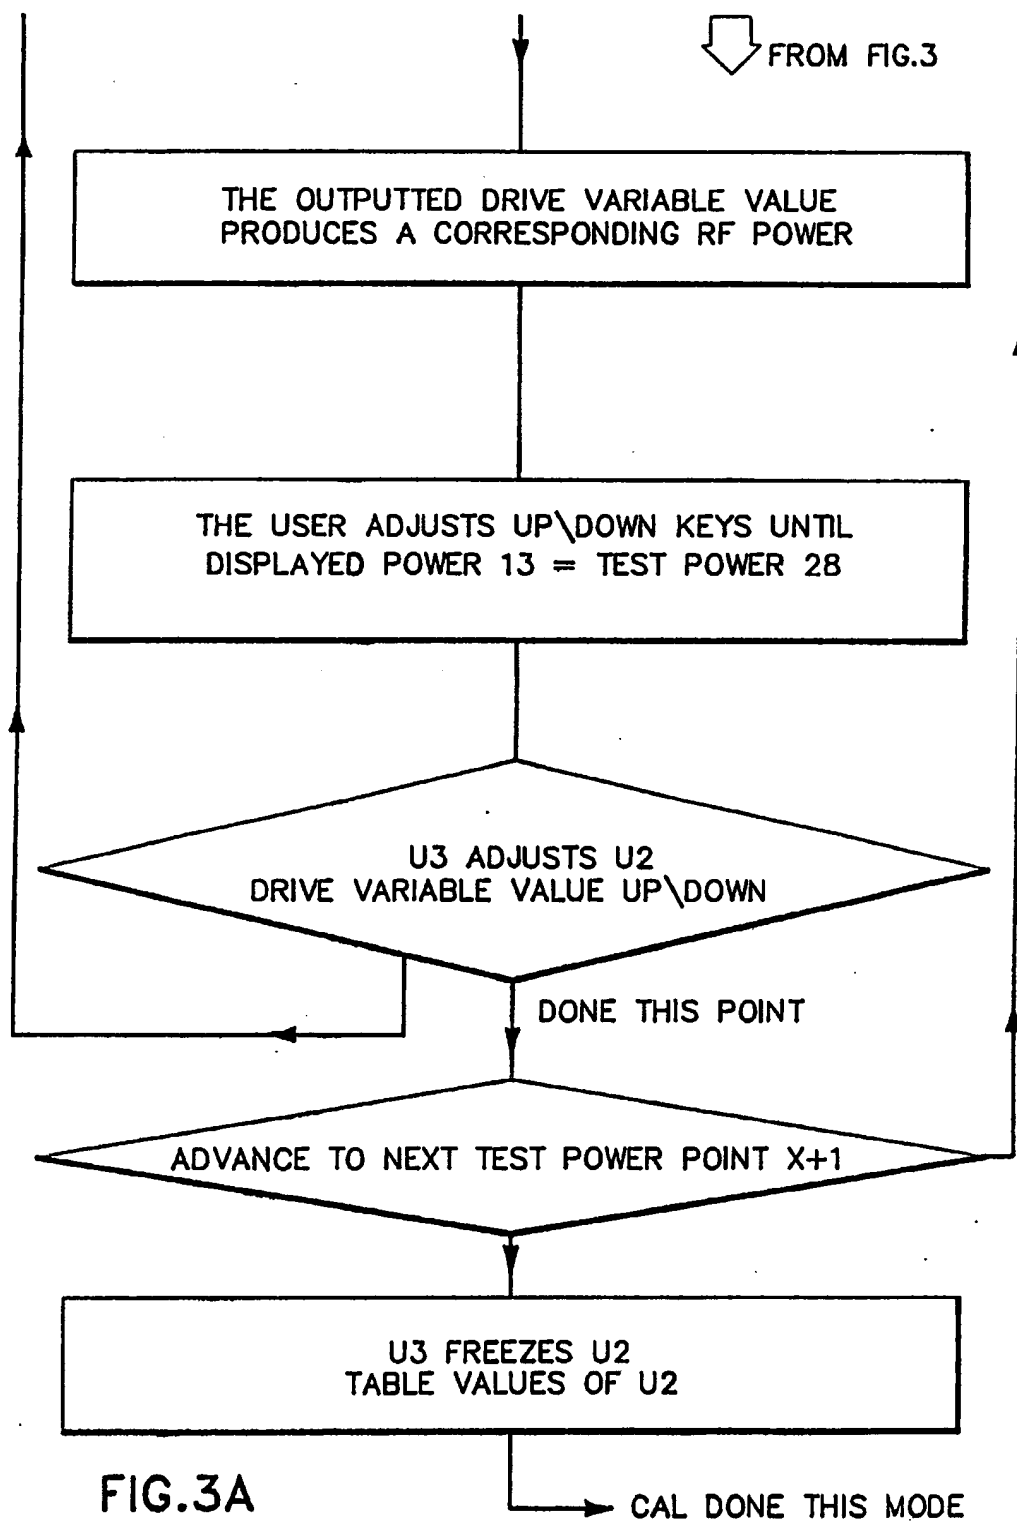 FROM FIG.3
THE OUTPUTTED DRIVE VARIABLE VALUE
PRODUCES A CORRESPONDING RF POWER
THE USER ADJUSTS UP\DOWN KEYS UNTIL
DISPLAYED POWER 13 = TEST POWER 28
U3 ADJUSTS U2
DRIVE VARIABLE VALUE UP\DOWN
DONE THIS POINT
ADVANCE TO NEXT TEST POWER POINT X+1
U3 FREEZES U2
TABLE VALUES OF U2
FIG.3A
CAL DONE THIS MODE